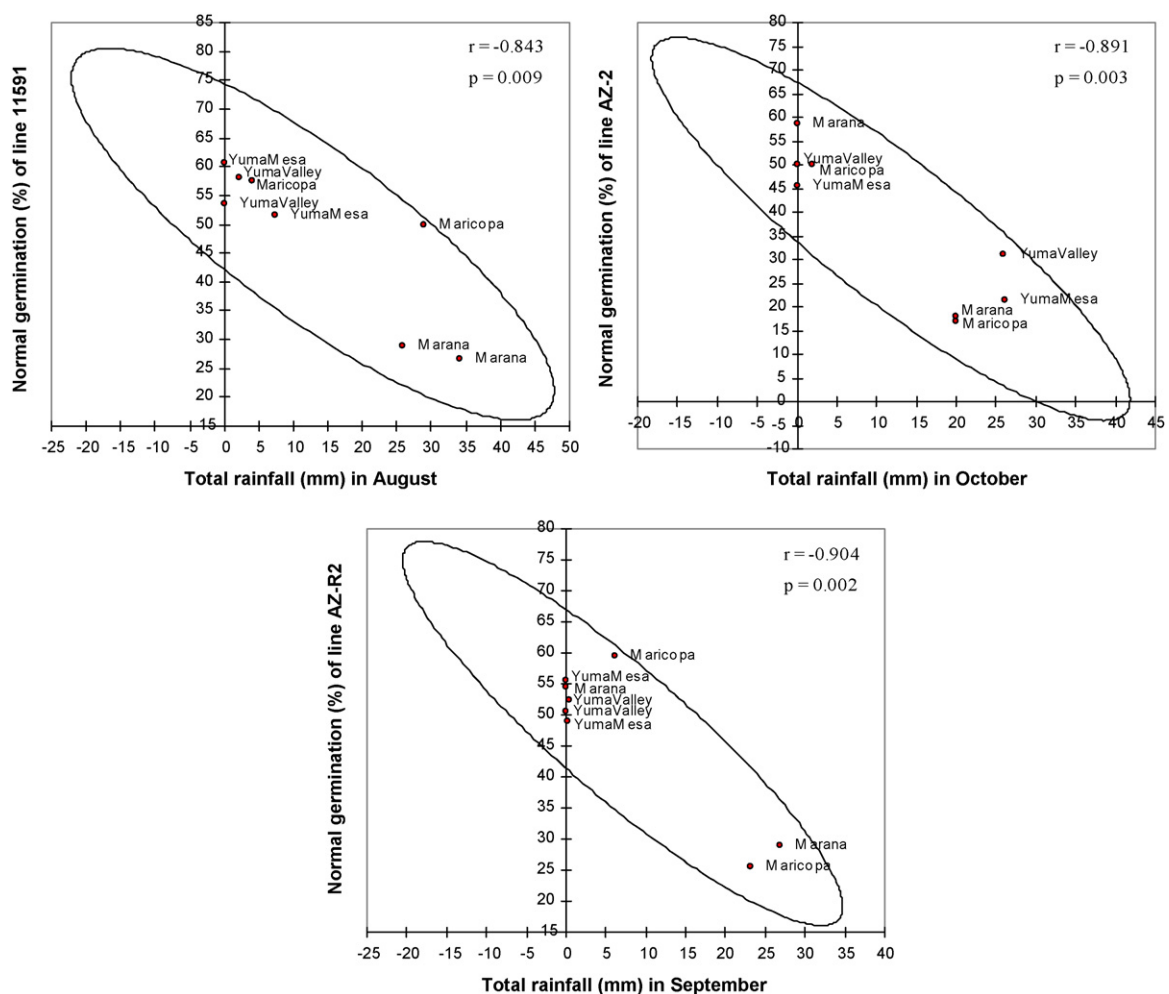 Normal germination (%) of line 11591
85
80
75
70
65
60
55
50
45
40
35
30
25
20
15
r = -0.843
p = 0.009
YumaMesa
YumaValley
Maricopa
YumaValley
YumaMesa
Maricopa
Marana
Marana
-25 -20 -15 -10 -5 0 5 10 15 20 25 30 35 40 45 50
Total rainfall (mm) in August
Normal germination (%) of line AZ-2
80
75
70
65
60
55
50
45
40
35
30
25
20
15
10
5
0
-5
-10
r = -0.891
p = 0.003
Marana
YumaValley
Maricopa
YumaMesa
YumaValley
YumaMesa
Marana
Maricopa
-20 -15 -10 -5 0 5 10 15 20 25 30 35 40 45
Total rainfall (mm) in October
Normal germination (%) of line AZ-R2
80
75
70
65
60
55
50
45
40
35
30
25
20
15
r = -0.904
p = 0.002
Maricopa
YumaMesa
Marana
YumaValley
YumaValley
YumaMesa
Marana
Maricopa
-25 -20 -15 -10 -5 0 5 10 15 20 25 30 35 40
Total rainfall (mm) in September